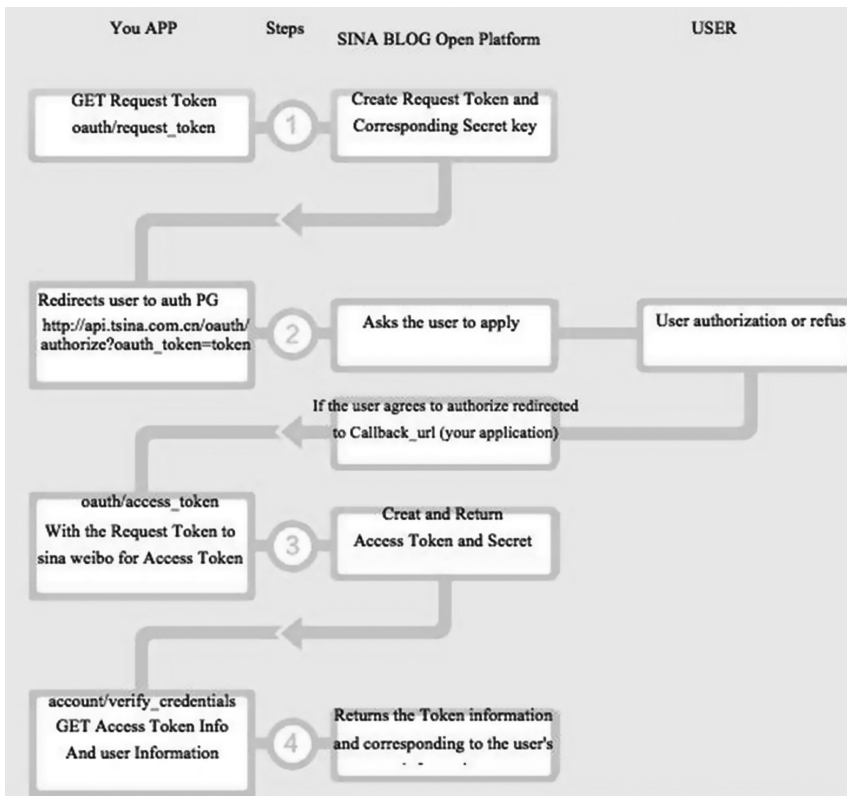 You APP
Steps
SINA BLOG Open Platform
USER
GET Request Token
oauth/request_token
1
Create Request Token and
Corresponding Secret key
Redirects user to auth PG
http://api.tsina.com.cn/oauth/
authorize?oauth_token=token
2
Asks the user to apply
User authorization or refus
If the user agrees to authorize redirected
to Callback_url (your application)
oauth/access_token
With the Request Token to
sina weibo for Access Token
3
Creat and Return
Access Token and Secret
account/verify_credentials
GET Access Token Info
And user Information
4
Returns the Token information
and corresponding to the user's